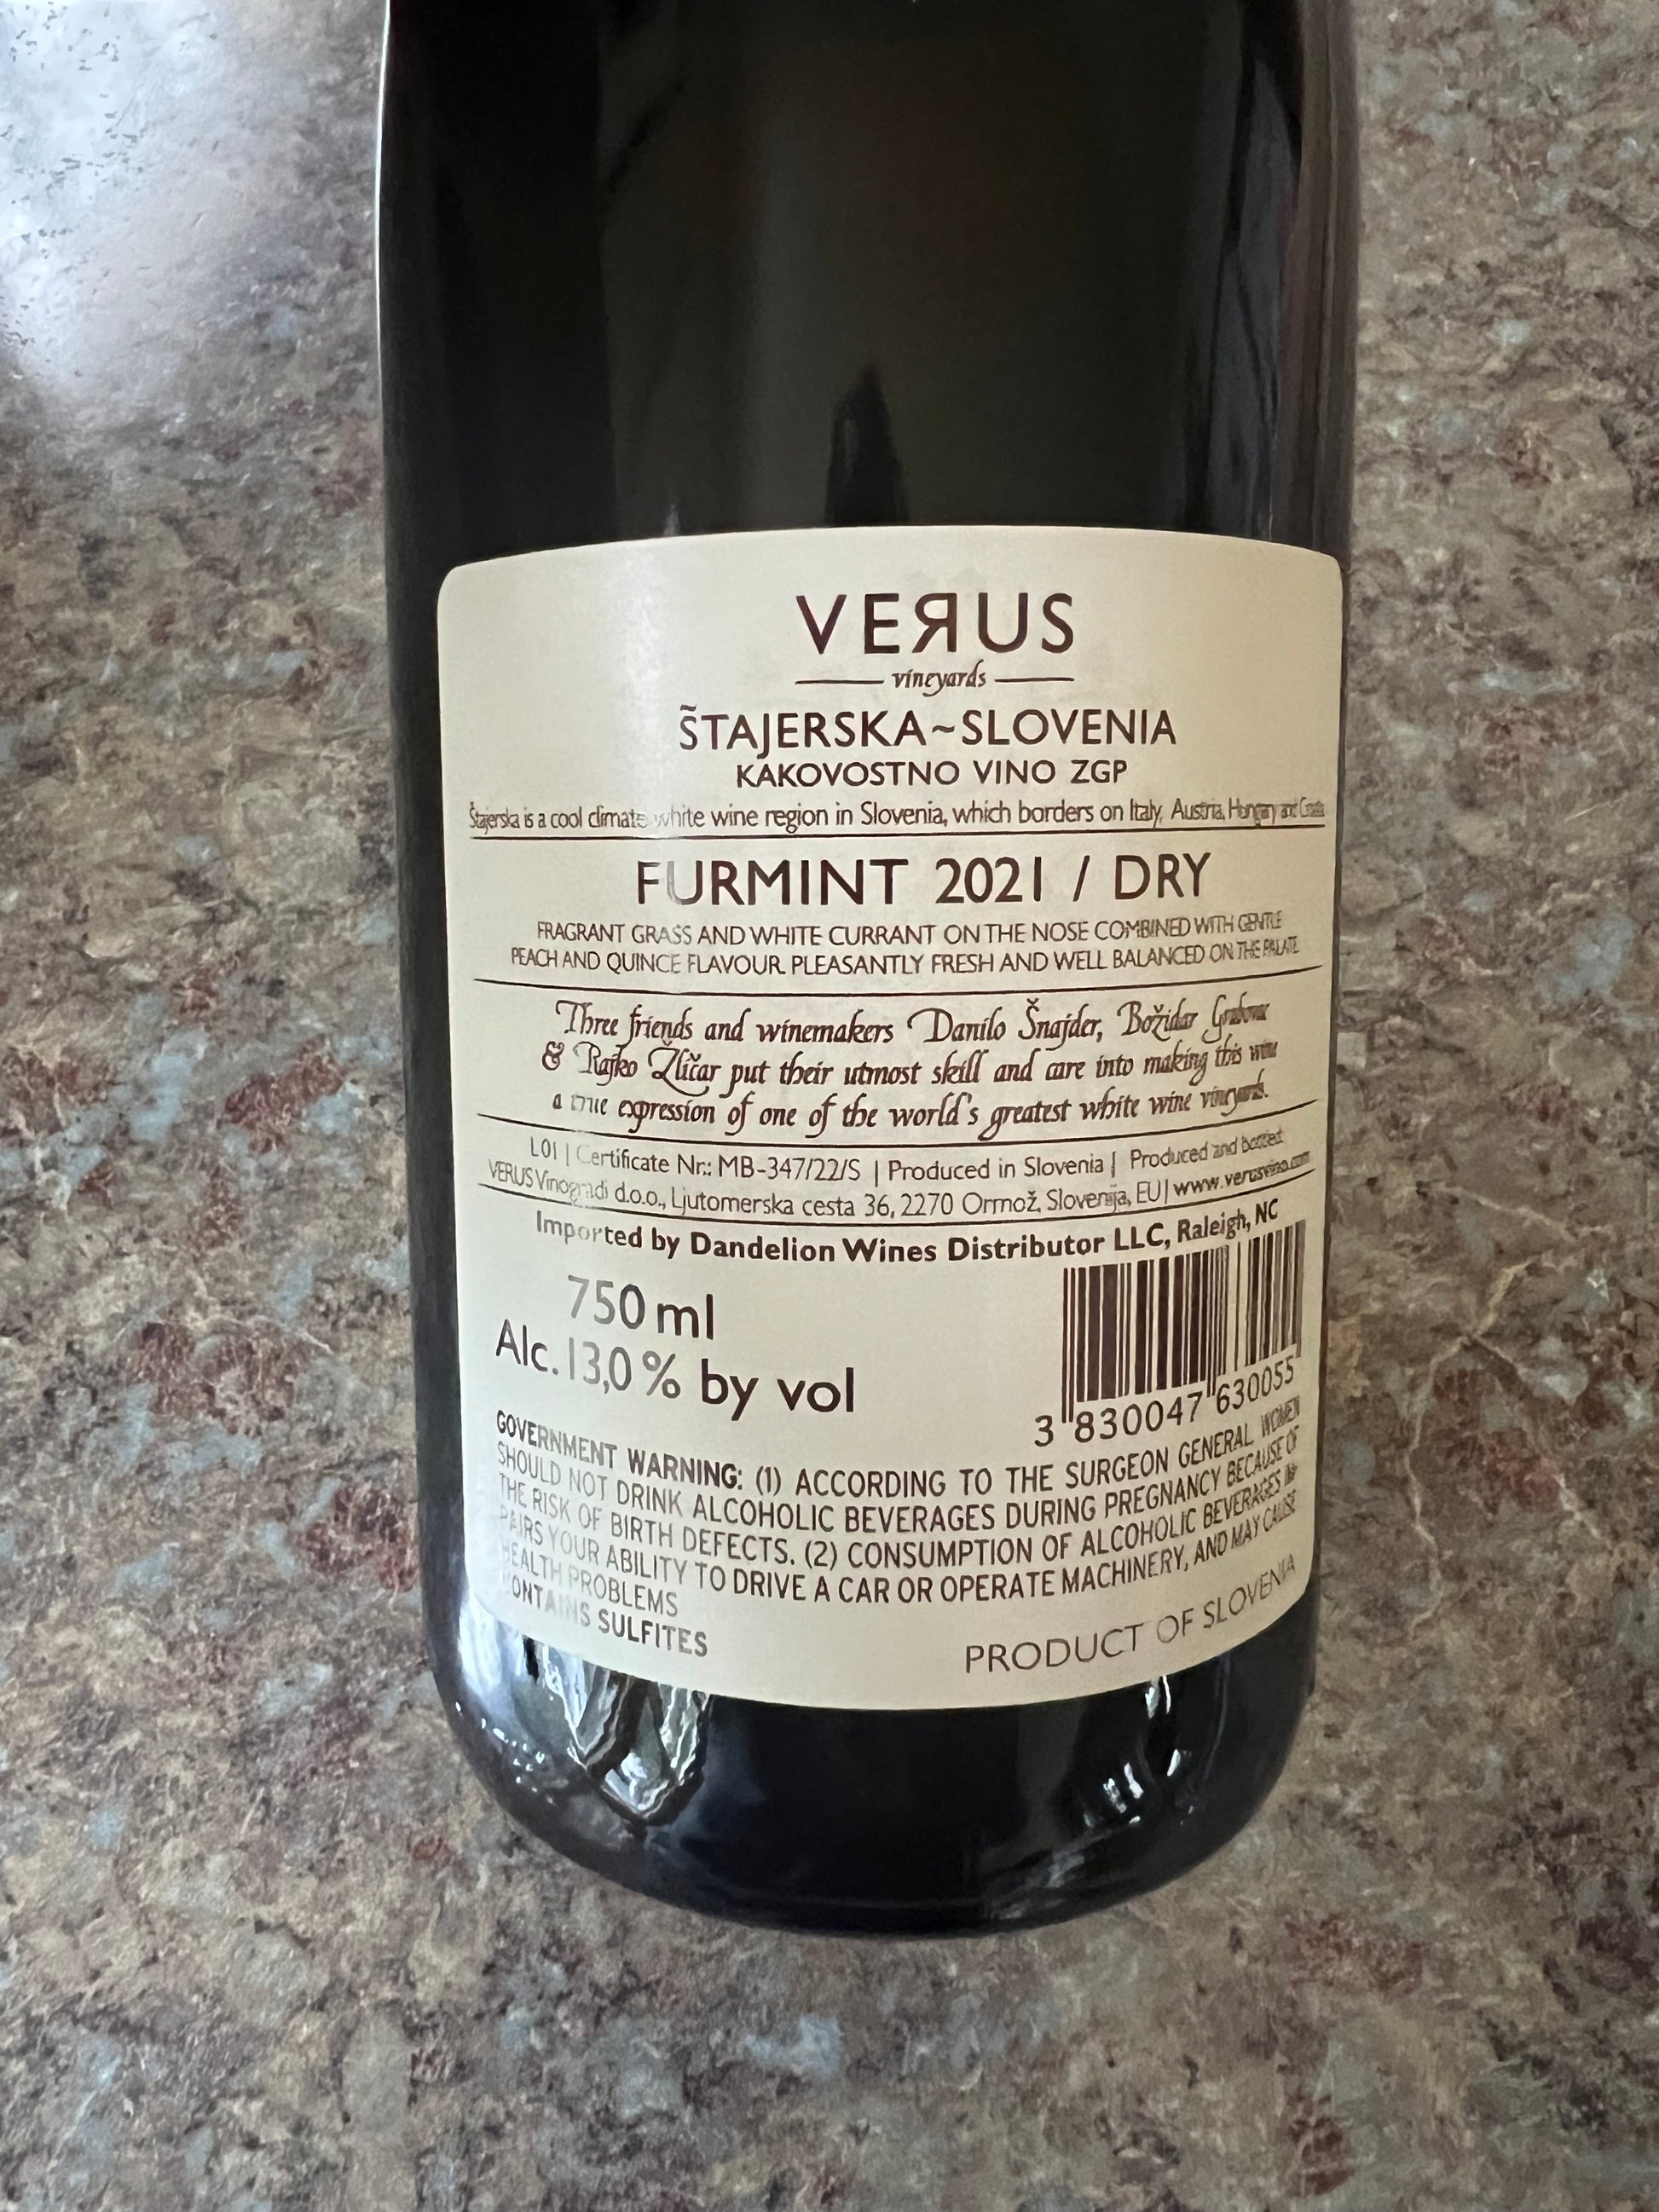 VEЯUS
vineyards
ŠTAJERSKA~SLOVENIA
KAKOVOSTNO VINO ZGP
Štajerska is a cool climate white wine region in Slovenia, which borders on Italy, Austria, Hungary and Croatia
FURMINT 2021 / DRY
FRAGRANT GRASS AND WHITE CURRANT ON THE NOSE COMBINED WITH GENTLE
PEACH AND QUINCE FLAVOUR. PLEASANTLY FRESH AND WELL BALANCED ON THE PALATE
Three friends and winemakers Danilo Šnajder, Božidar
& Rajko Žličar put their utmost skill and care into making this wine
a true expression of one of the world's greatest white wine vineyards.
L01 | Certificate Nr.: MB-347/22/S | Produced in Slovenia | Produced and bottled
VERUS Vinogradi d.o.o., Ljutomerska cesta 36, 2270 Ormož, Slovenija, EU | www.verusvino.com
Imported by Dandelion Wines Distributor LLC, Raleigh, NC
750 ml
Alc. 13,0 % by vol
3 830047 630055
GOVERNMENT WARNING: (1) ACCORDING TO THE SURGEON GENERAL WOMEN
SHOULD NOT DRINK ALCOHOLIC BEVERAGES DURING PREGNANCY BECAUSE OF
THE RISK OF BIRTH DEFECTS. (2) CONSUMPTION OF ALCOHOLIC BEVERAGES IM-
PAIRS YOUR ABILITY TO DRIVE A CAR OR OPERATE MACHINERY, AND MAY CAUSE
HEALTH PROBLEMS
CONTAINS SULFITES
PRODUCT OF SLOVENIA